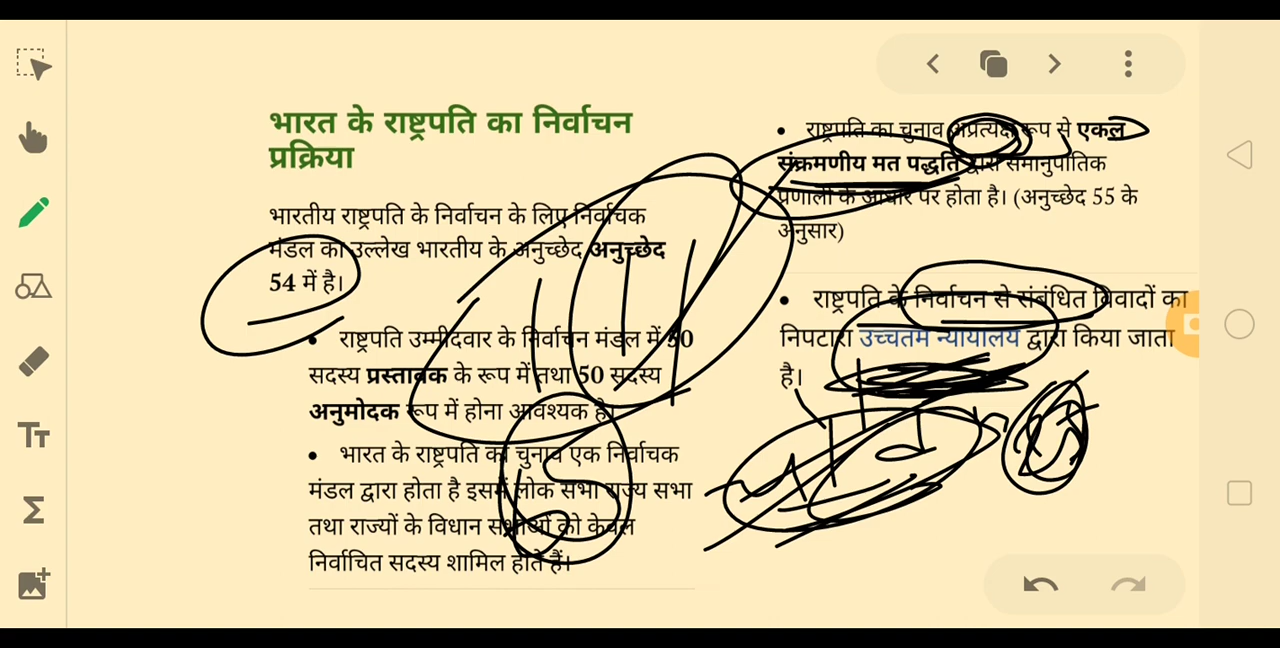 भारत के राष्ट्रपति का निर्वाचन
प्रक्रिया
भारतीय राष्ट्रपति के निर्वाचन के लिए निर्वाचक
मंडल का उल्लेख भारतीय के अनुच्छेद अनुच्छेद
54 में है।
• राष्ट्रपति उम्मीदवार के निर्वाचन मंडल में 50
सदस्य प्रस्तावक के रूप में तथा 50 सदस्य
अनुमोदक रूप में होना आवश्यक है।
• भारत के राष्ट्रपति का चुनाव एक निर्वाचक
मंडल द्वारा होता है इसमें लोक सभा राज्य सभा
तथा राज्यों के विधान सभाओं को केवल
निर्वाचित सदस्य शामिल होते हैं।
• राष्ट्रपति का चुनाव अप्रत्यक्ष रूप से एकल
संक्रमणीय मत पद्धति द्वारा समानुपातिक
प्रणाली के आधार पर होता है। (अनुच्छेद 55 के
अनुसार)
• राष्ट्रपति के निर्वाचन से संबंधित विवादों का
निपटारा उच्चतम न्यायालय द्वारा किया जाता
है।